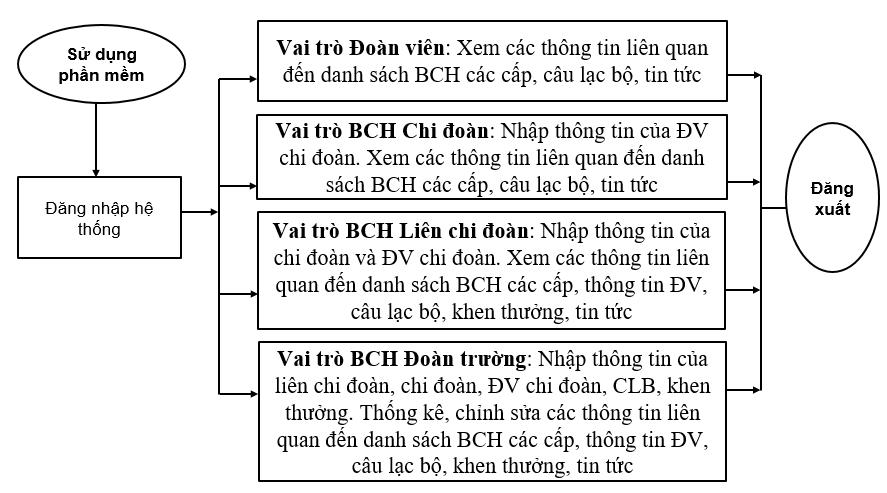 Sử dụng
phần mềm
Đăng nhập hệ
thống
Vai trò Đoàn viên: Xem các thông tin liên quan
đến danh sách BCH các cấp, câu lạc bộ, tin tức
Vai trò BCH Chi đoàn: Nhập thông tin của ĐV
chi đoàn. Xem các thông tin liên quan đến danh
sách BCH các cấp, câu lạc bộ, tin tức
Vai trò BCH Liên chi đoàn: Nhập thông tin của
chi đoàn và ĐV chi đoàn. Xem các thông tin liên
quan đến danh sách BCH các cấp, thông tin ĐV,
câu lạc bộ, khen thưởng, tin tức
Vai trò BCH Đoàn trường: Nhập thông tin của
liên chi đoàn, chi đoàn, ĐV chi đoàn, CLB, khen
thưởng. Thống kê, chỉnh sửa các thông tin liên
quan đến danh sách BCH các cấp, thông tin ĐV,
câu lạc bộ, khen thưởng, tin tức
Đăng
xuất